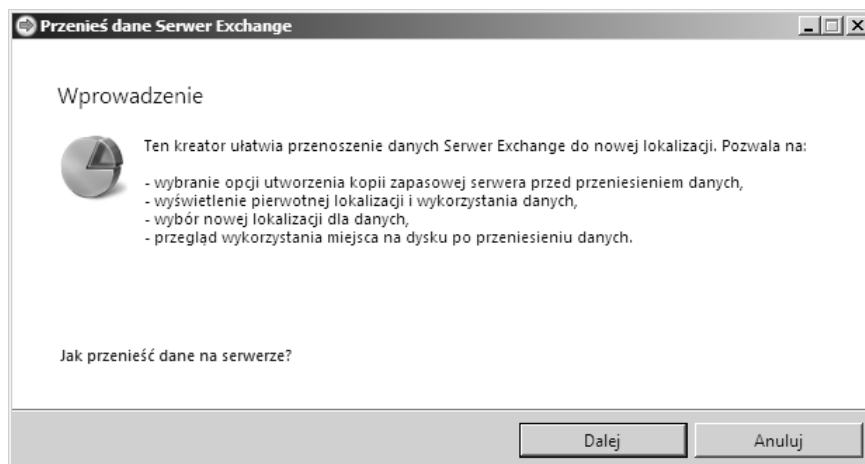 Przenieś dane Serwer Exchange
Wprowadzenie
Ten kreator ułatwia przenoszenie danych Serwer Exchange do nowej lokalizacji. Pozwala na:
- wybranie opcji utworzenia kopii zapasowej serwera przed przeniesieniem danych,
- wyświetlenie pierwotnej lokalizacji i wykorzystania danych,
- wybór nowej lokalizacji dla danych,
- przegląd wykorzystania miejsca na dysku po przeniesieniu danych.
Jak przenieść dane na serwerze?
Dalej
Anuluj